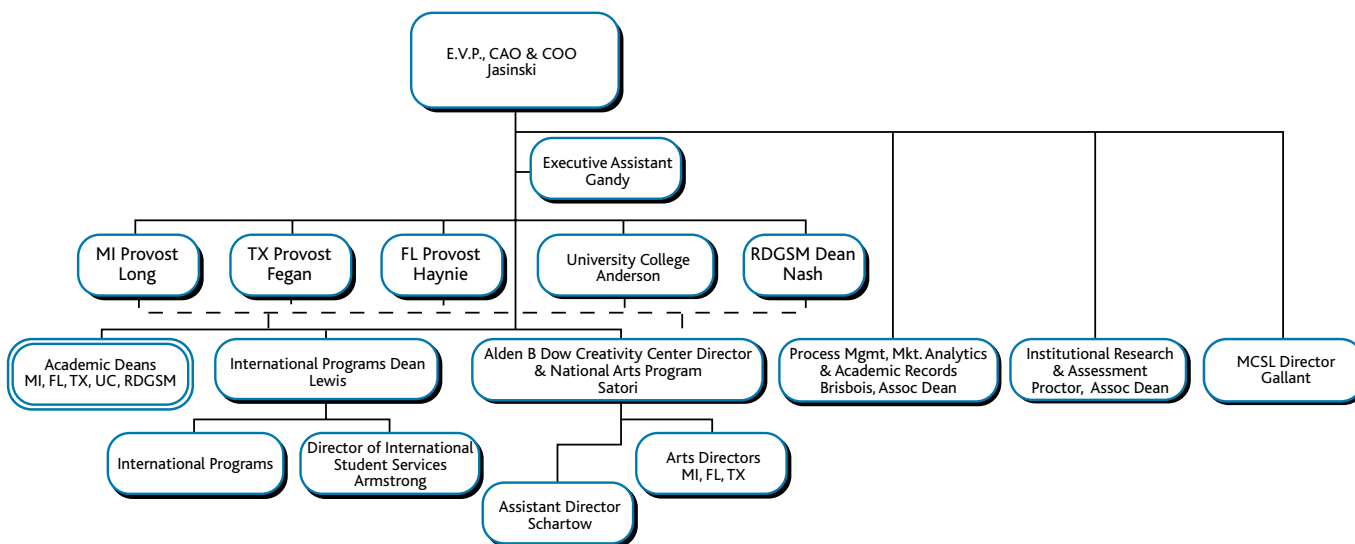 E.V.P., CAO & COO
Jasinski
Executive Assistant
Gandy
MI Provost
Long
TX Provost
Fegan
FL Provost
Haynie
University College
Anderson
RDGSM Dean
Nash
Academic Deans
MI, FL, TX, UC, RDGSM
International Programs Dean
Lewis
Alden B Dow Creativity Center Director
& National Arts Program
Satori
Process Mgmt, Mkt. Analytics
& Academic Records
Brisbois, Assoc Dean
Institutional Research
& Assessment
Proctor, Assoc Dean
MCSL Director
Gallant
International Programs
Director of International
Student Services
Armstrong
Assistant Director
Schartow
Arts Directors
MI, FL, TX